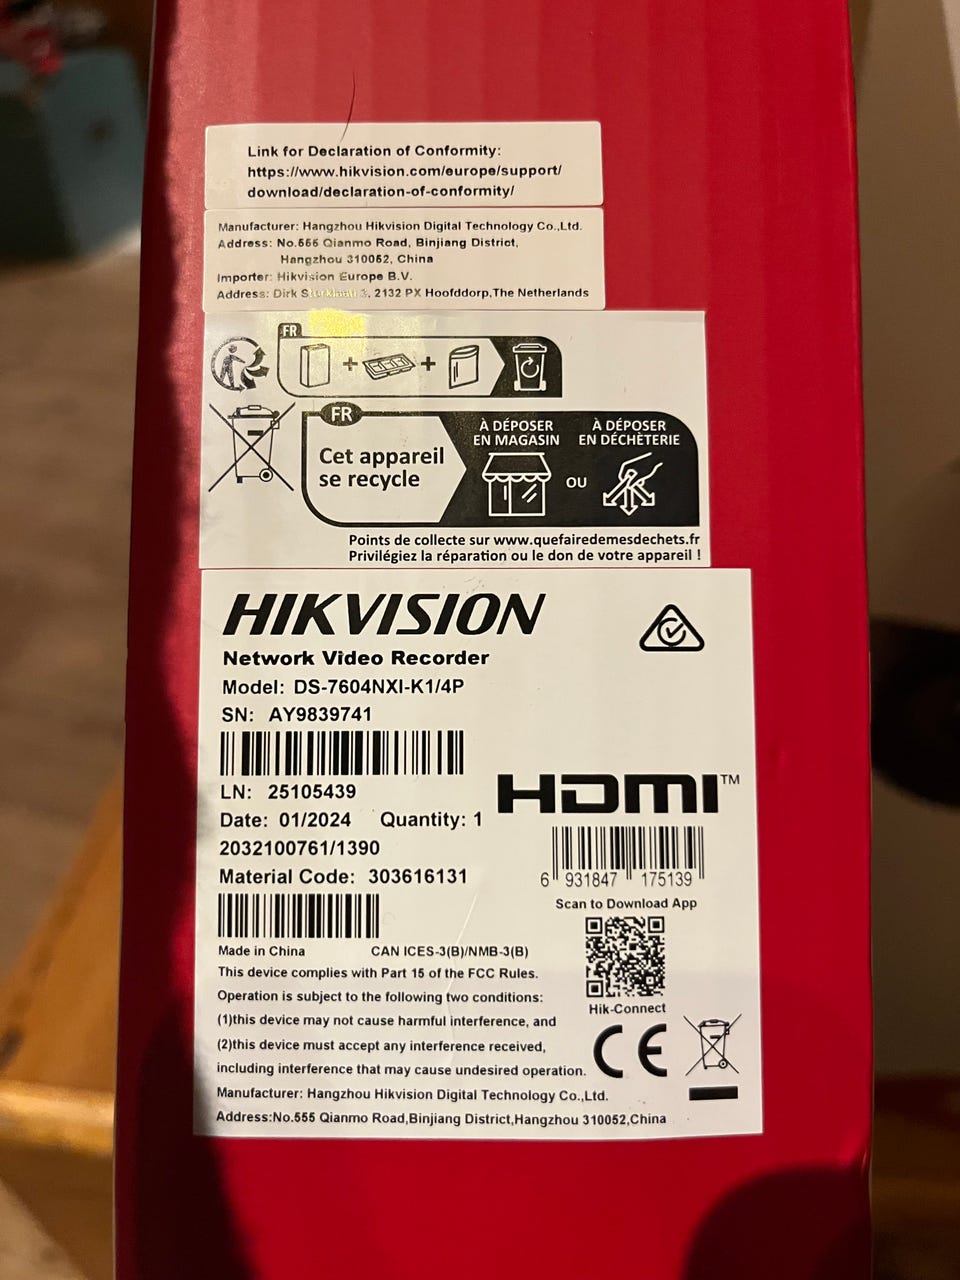 Link for Declaration of Conformity:
https://www.hikvision.com/europe/support/
download/declaration-of-conformity/
Manufacturer: Hangzhou Hikvision Digital Technology Co.,Ltd.
Address: No.555 Qianmo Road, Binjiang District,
Hangzhou 310052, China
Importer: Hikvision Europe B.V.
Address: Dirk 3, 2132 PX Hoofddorp,The Netherlands
FR
+ +
FR
Cet appareil
se recycle
À DÉPOSER
EN MAGASIN
OU
À DÉPOSER
EN DÉCHÈTERIE
Points de collecte sur www.quefairedemesdechets.fr
Privilégiez la réparation ou le don de votre appareil !
HIKVISION
Network Video Recorder
Model: DS-7604NXI-K1/4P
SN: AY9839741
LN: 25105439
HDMI™
Date: 01/2024 Quantity: 1
2032100761/1390
Material Code: 303616131
6 931847 175139
Scan to Download App
Hik-Connect
Made in China CAN ICES-3(B)/NMB-3(B)
This device complies with Part 15 of the FCC Rules.
Operation is subject to the following two conditions:
(1)this device may not cause harmful interference, and
(2)this device must accept any interference received,
including interference that may cause undesired operation.
CE
Manufacturer: Hangzhou Hikvision Digital Technology Co.,Ltd.
Address:No.555 Qianmo Road,Binjiang District,Hangzhou 310052,China